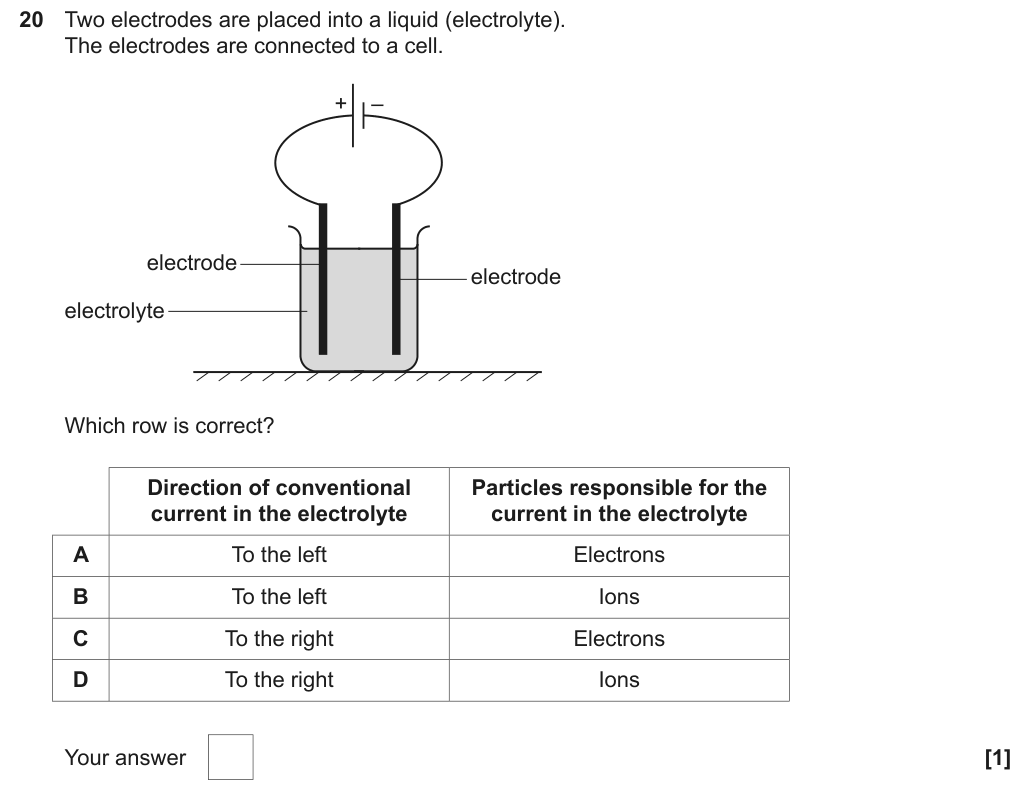 20 Two electrodes are placed into a liquid (electrolyte).
The electrodes are connected to a cell.
+ –
electrode
electrode
electrolyte
Which row is correct?
Direction of conventional current in the electrolyte
Particles responsible for the current in the electrolyte
A To the left Electrons
B To the left Ions
C To the right Electrons
D To the right Ions
Your answer [1]